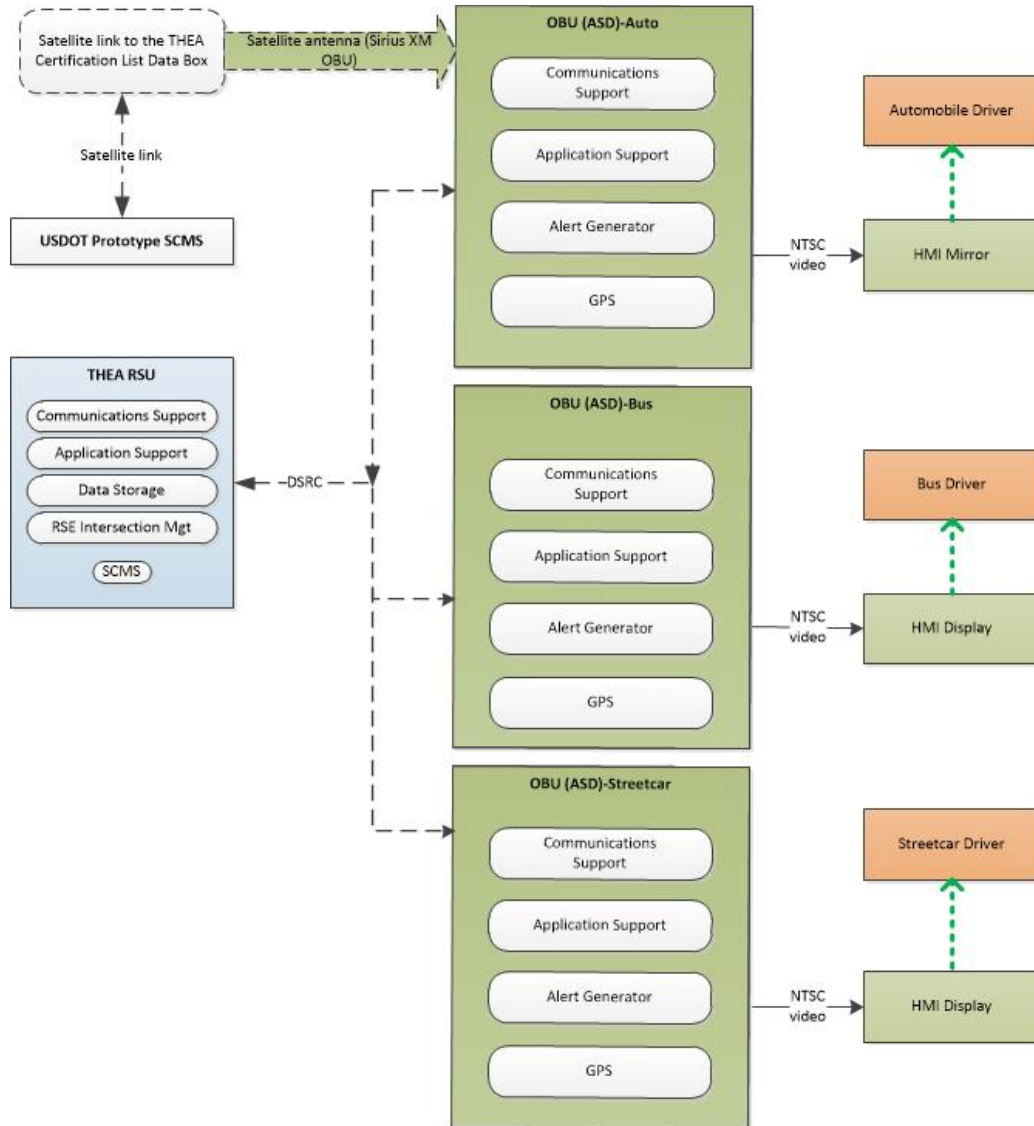 Satellite link to the THEA
Certification List Data Box
Satellite antenna (Sirius XM
OBU)
Satellite link
USDOT Prototype SCMS
THEA RSU
Communications Support
Application Support
Data Storage
RSE Intersection Mgt
SCMS
DSRC
OBU (ASD)-Auto
Communications
Support
Application Support
Alert Generator
GPS
NTSC
video
HMI Mirror
Automobile Driver
OBU (ASD)-Bus
Communications
Support
Application Support
Alert Generator
GPS
NTSC
video
HMI Display
Bus Driver
OBU (ASD)-Streetcar
Communications
Support
Application Support
Alert Generator
GPS
NTSC
video
HMI Display
Streetcar Driver